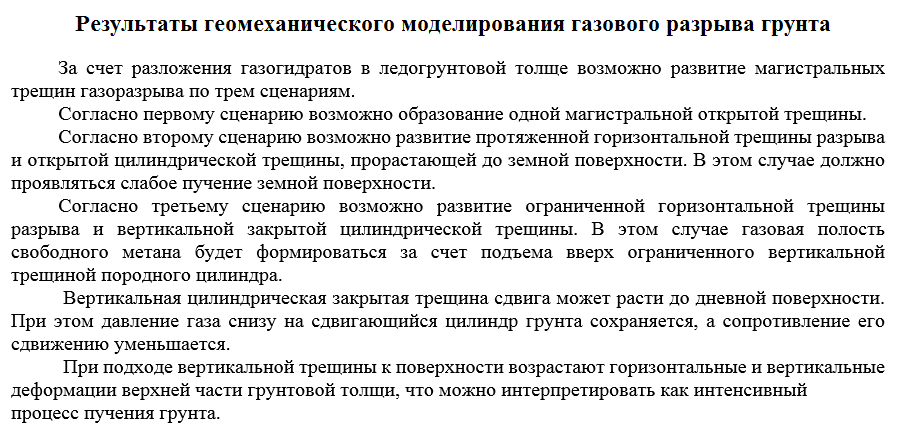 Результаты геомеханического моделирования газового разрыва грунта
За счет разложения газогидратов в ледогрунтовой толще возможно развитие магистральных
трещин газоразрыва по трем сценариям.
Согласно первому сценарию возможно образование одной магистральной открытой трещины.
Согласно второму сценарию возможно развитие протяженной горизонтальной трещины разрыва
и открытой цилиндрической трещины, прорастающей до земной поверхности. В этом случае должно
проявляться слабое пучение земной поверхности.
Согласно третьему сценарию возможно развитие ограниченной горизонтальной трещины
разрыва и вертикальной закрытой цилиндрической трещины. В этом случае газовая полость
свободного метана будет формироваться за счет подъема вверх ограниченного вертикальной
трещиной породного цилиндра.
Вертикальная цилиндрическая закрытая трещина сдвига может расти до дневной поверхности.
При этом давление газа снизу на сдвигающийся цилиндр грунта сохраняется, а сопротивление его
сдвижению уменьшается.
При подходе вертикальной трещины к поверхности возрастают горизонтальные и вертикальные
деформации верхней части грунтовой толщи, что можно интерпретировать как интенсивный
процесс пучения грунта.